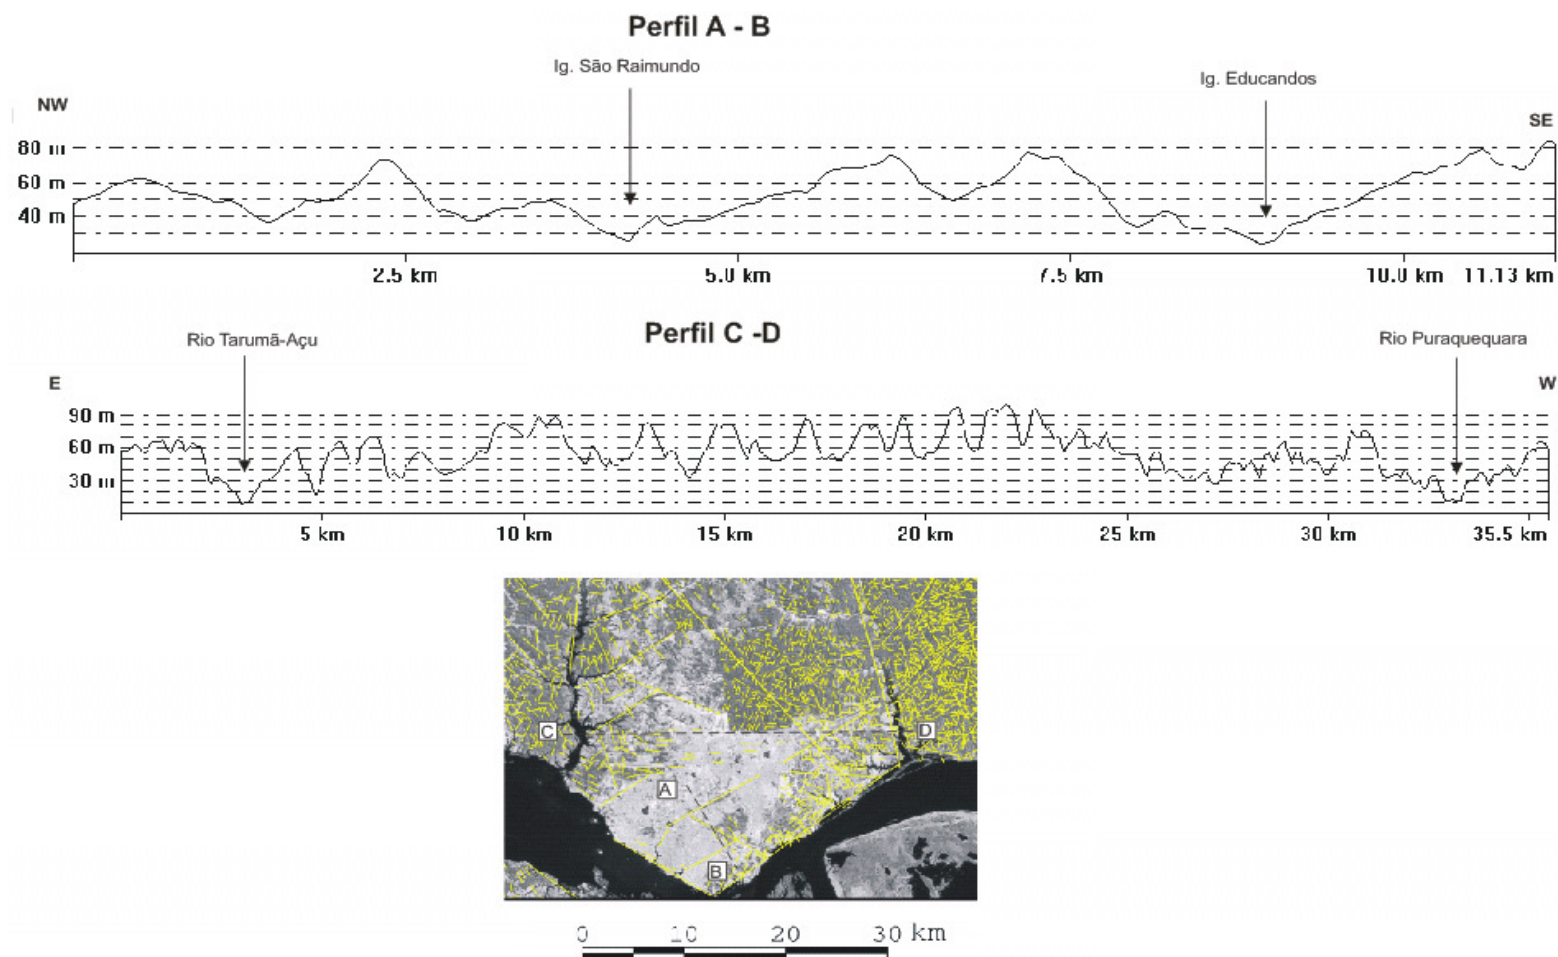 Perfil A - B
Ig. São Raimundo
Ig. Educandos
NW
SE
80 m
60 m
40 m
2.5 km
5.0 km
7.5 km
10.0 km
11.13 km
Perfil C -D
Rio Tarumã-Açu
Rio Puraquequara
E
W
90 m
60 m
30 m
5 km
10 km
15 km
20 km
25 km
30 km
35.5 km
C
D
A
B
0 10 20 30 km